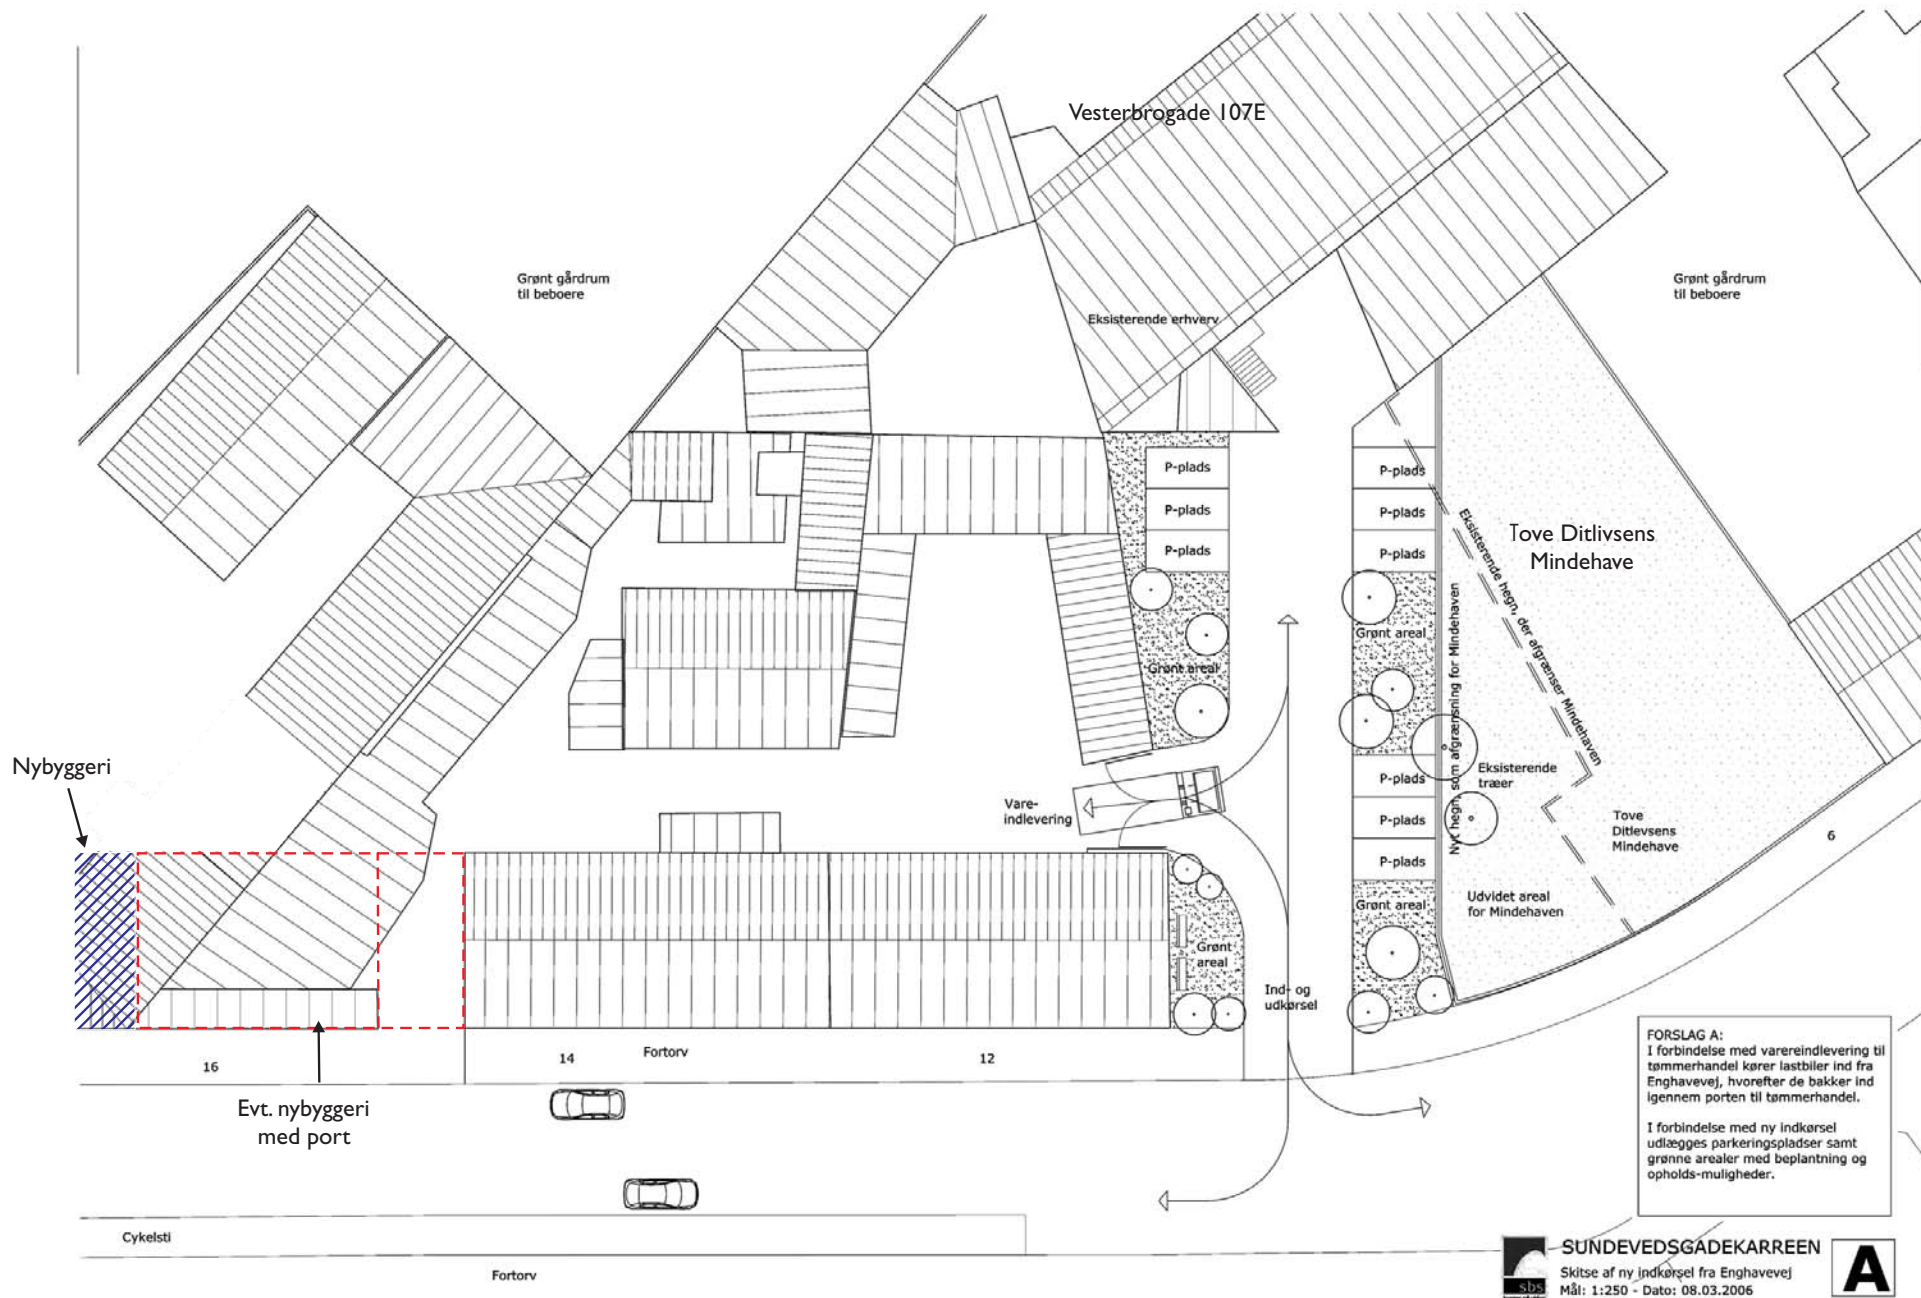 Vesterbrogade 107E
Grønt gårdrum
til beboere
Grønt gårdrum
til beboere
Eksisterende erhverv
P-plads
P-plads
P-plads
P-plads
P-plads
P-plads
Tove Ditlivsens
Mindehave
Eksisterende hegn, der afgrænser Mindehaven
Nyt hegn, som afgrænsning for Mindehaven
Grønt areal
Grønt areal
Nybyggeri
Eksisterende
træer
P-plads
P-plads
P-plads
Vare-
indlevering
Tove
Ditlevsens
Mindehave
6
Grønt areal
Udvidet areal
for Mindehaven
Grønt
areal
Ind- og
udkørsel
16
14
Fortorv
12
Evt. nybyggeri
med port
FORSLAG A:
I forbindelse med varereindlevering til
tømmerhandel kører lastbiler ind fra
Enghavevej, hvorefter de bakker ind
igennem porten til tømmerhandel.
I forbindelse med ny indkørsel
udlægges parkeringspladser samt
grønne arealer med beplantning og
opholds-muligheder.
Cykelsti
Fortorv
sbs
SUNDEVEDSGADEKARREEN
Skitse af ny indkørsel fra Enghavevej
Mål: 1:250 - Dato: 08.03.2006
A